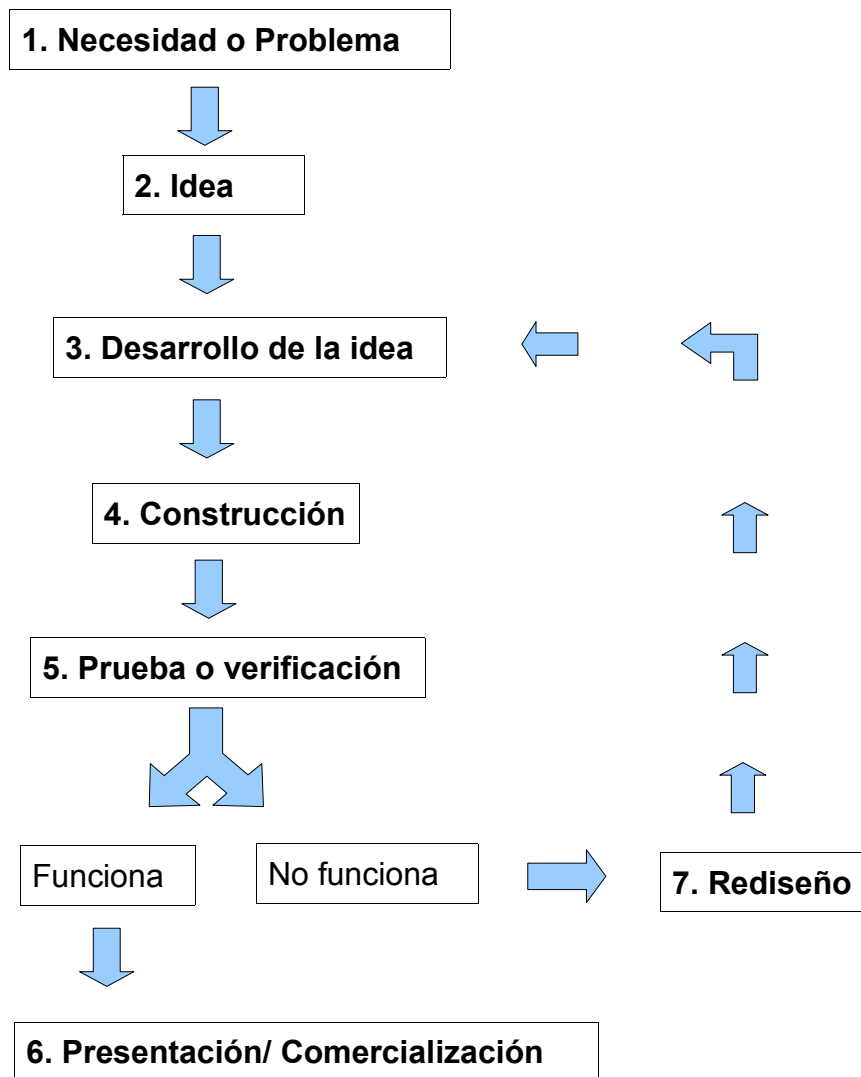 1. Necesidad o Problema
2. Idea
3. Desarrollo de la idea
4. Construcción
5. Prueba o verificación
Funciona
No funciona
7. Rediseño
6. Presentación/ Comercialización